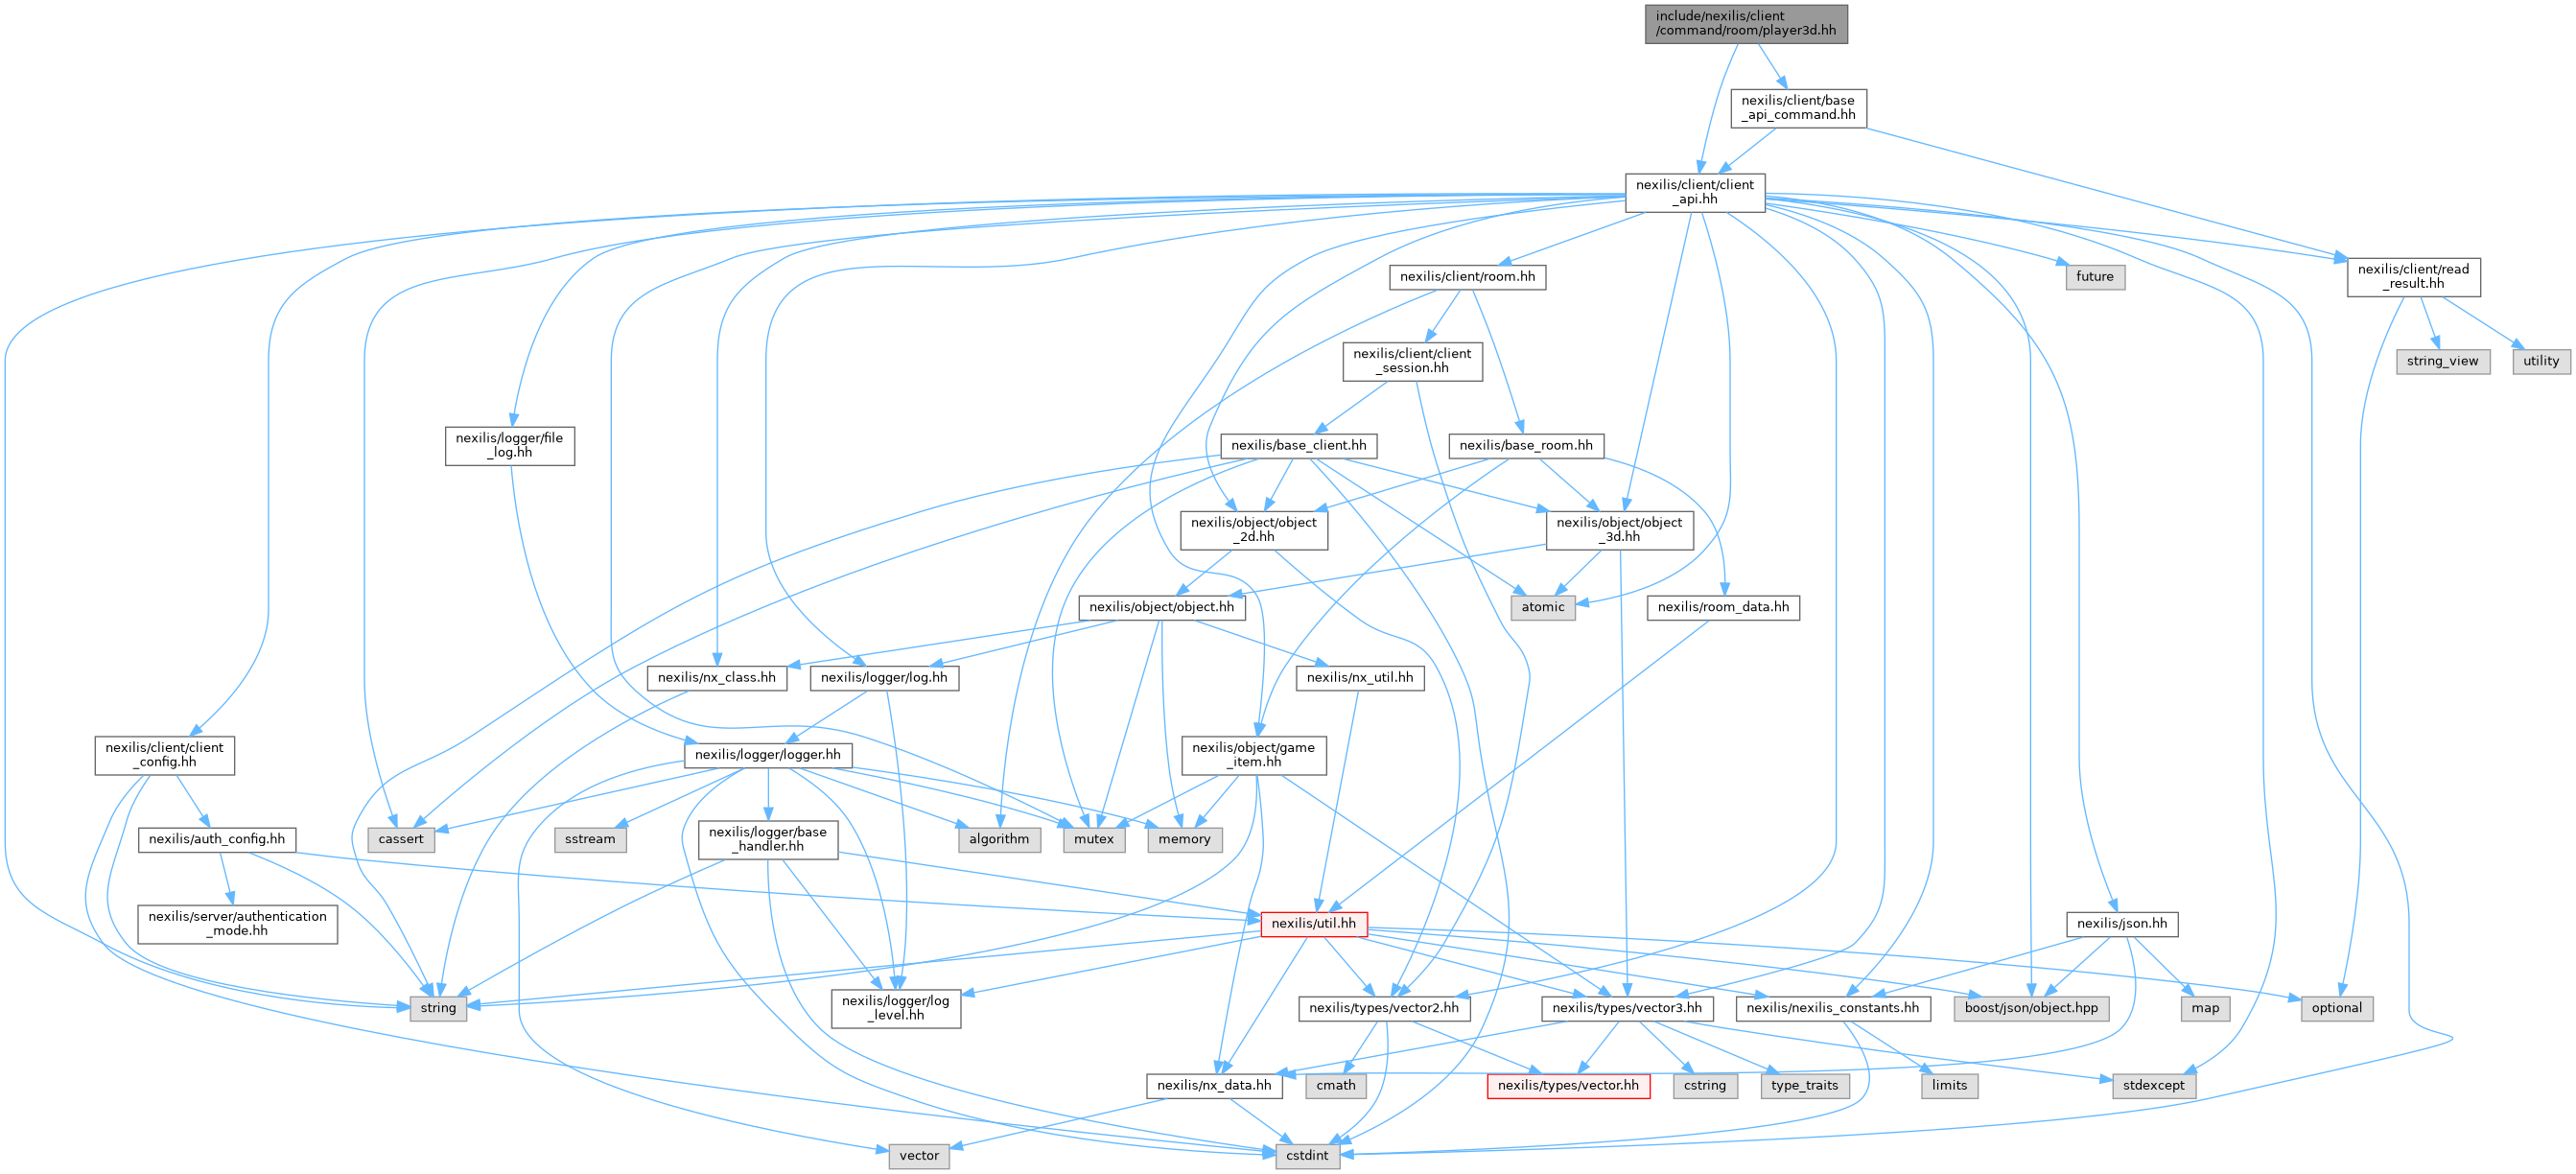 include/nexilis/client
/command/room/player3d.hh
nexilis/client/base
_api_command.hh
nexilis/client/client
_api.hh
nexilis/client/room.hh
future
nexilis/client/read
_result.hh
nexilis/client/client
_session.hh
string_view
utility
nexilis/logger/file
_log.hh
nexilis/base_client.hh
nexilis/base_room.hh
nexilis/object/object
_2d.hh
nexilis/object/object
_3d.hh
nexilis/object/object.hh
atomic
nexilis/room_data.hh
nexilis/nx_class.hh
nexilis/logger/log.hh
nexilis/nx_util.hh
nexilis/client/client
_config.hh
nexilis/logger/logger.hh
nexilis/object/game
_item.hh
nexilis/auth_config.hh
cassert
sstream
nexilis/logger/base
_handler.hh
algorithm
mutex
memory
nexilis/server/authentication
_mode.hh
nexilis/util.hh
nexilis/json.hh
string
nexilis/logger/log
_level.hh
nexilis/types/vector2.hh
nexilis/types/vector3.hh
nexilis/nexilis_constants.hh
boost/json/object.hpp
map
optional
nexilis/nx_data.hh
cmath
nexilis/types/vector.hh
cstring
type_traits
limits
stdexcept
vector
cstdint